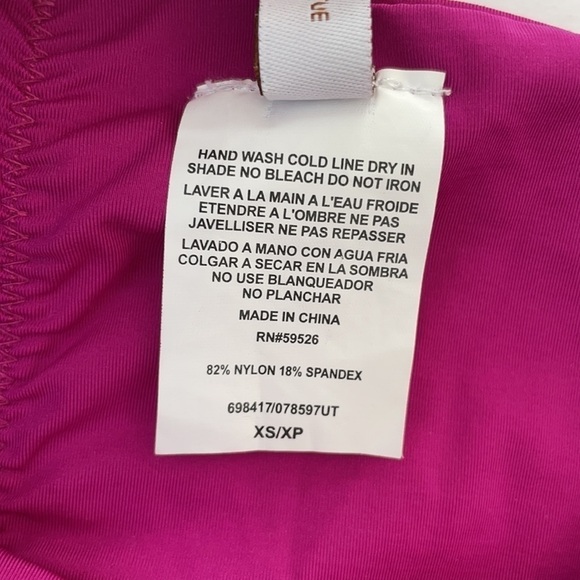 HAND WASH COLD LINE DRY IN
SHADE NO BLEACH DO NOT IRON
LAVER A LA MAIN A L'EAU FROIDE
ETENDRE A L'OMBRE NE PAS
JAVELLISER NE PAS REPASSER
LAVADO A MANO CON AGUA FRIA
COLGAR A SECAR EN LA SOMBRA
NO USE BLANQUEADOR
NO PLANCHAR
MADE IN CHINA
RN#59526
82% NYLON 18% SPANDEX
698417/078597UT
XS/XP